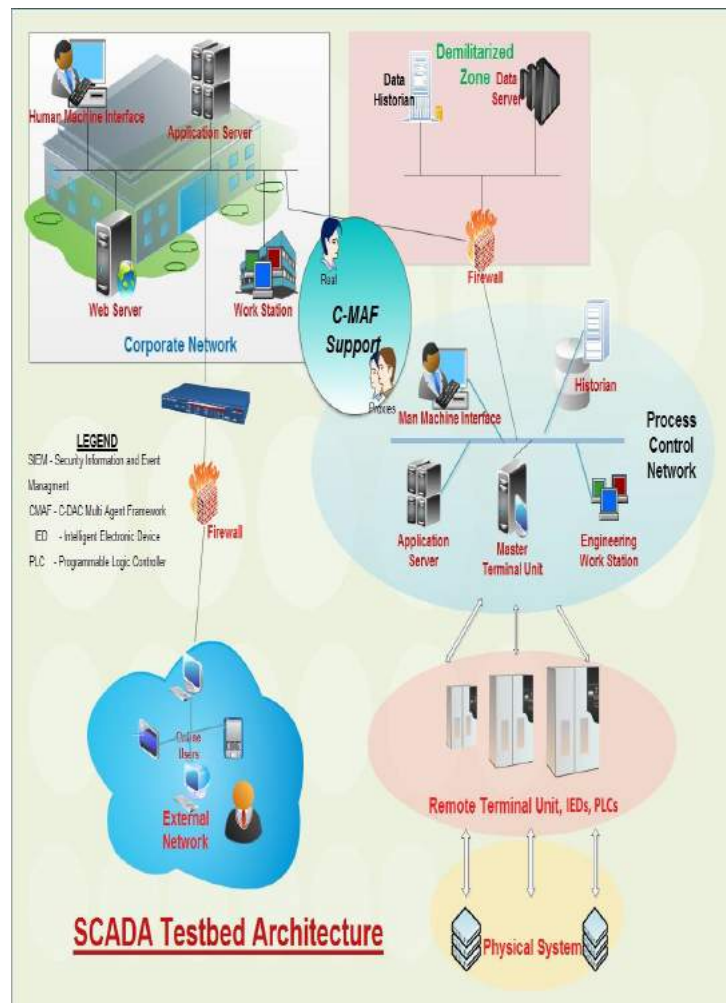 Human Machine Interface
Application Server
Web Server
Work Station
Corporate Network
Demilitarized
Zone
Data
Historian
Data
Server
Firewall
Real
C-MAF
Support
Proxies
Man Machine Interface
Historian
Process
Control
Network
Application
Server
Master
Terminal Unit
Engineering
Work Station
LEGEND
SIEM - Security Information and Event
Managment
CMAF - C-DAC Multi Agent Framework
IED - Intelligent Electronic Device
PLC - Programmable Logic Controller
Firewall
Online
Users
External
Network
Remote Terminal Unit, IEDs, PLCs
Physical System
SCADA Testbed Architecture